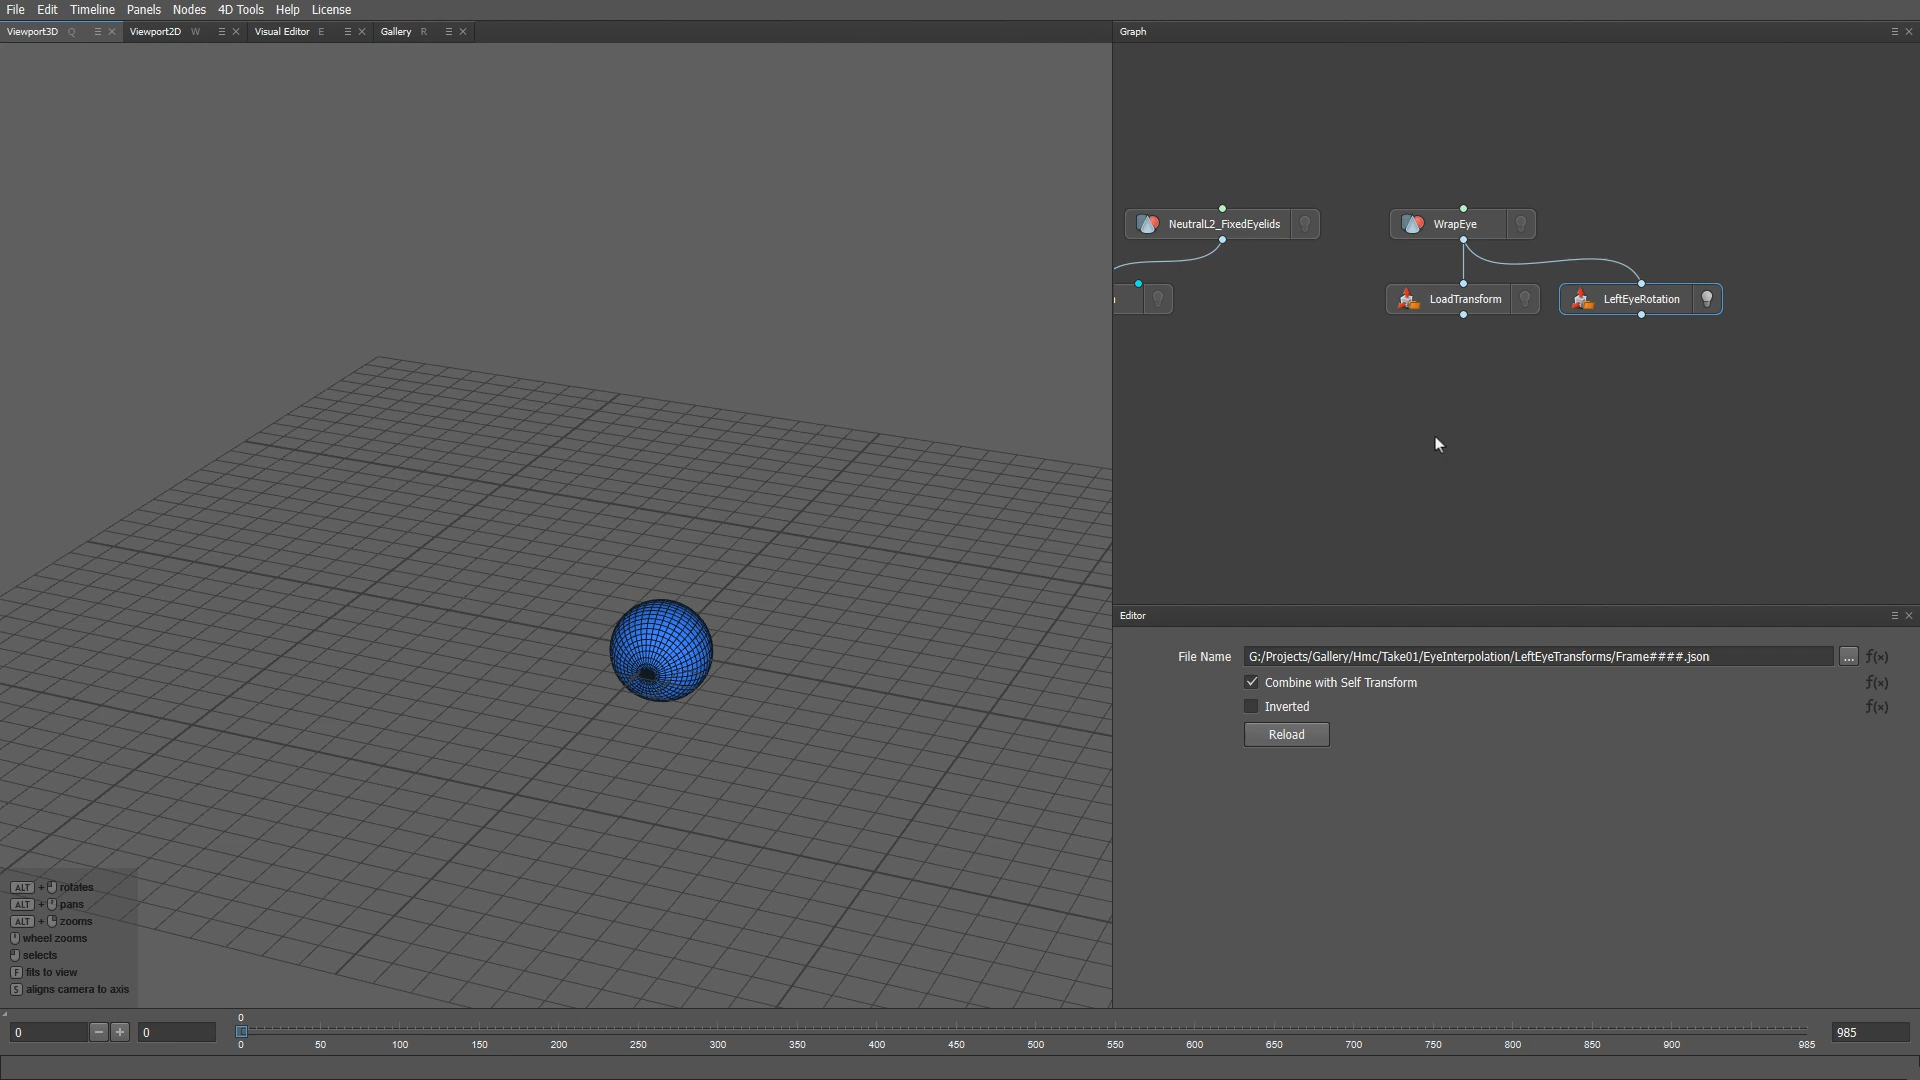 File Edit Timeline Panels Nodes 4D Tools Help License
Viewport3D Q Viewport2D W Visual Editor E Gallery R
Graph
NeutralL2_FixedEyelids
WrapEye
LoadTransform
LeftEyeRotation
Editor
File Name G:/Projects/Gallery/Hmc/Take01/EyeInterpolation/LeftEyeTransforms/Frame####.json ... f(x)
Combine with Self Transform f(x)
Inverted f(x)
Reload
ALT + rotates
ALT + pans
ALT + zooms
wheel zooms
selects
F fits to view
S aligns camera to axis
0
0 − + 0 985
0 50 100 150 200 250 300 350 400 450 500 550 600 650 700 750 800 850 900 985